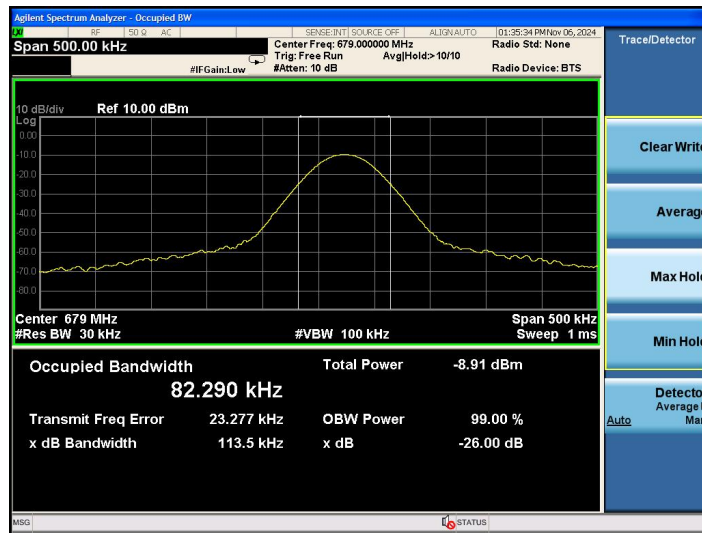 Agilent Spectrum Analyzer - Occupied BW
RF 50 Ω AC SENSE:INT SOURCE OFF ALIGNAUTO 01:35:34 PM Nov 06, 2024
Span 500.00 kHz Center Freq: 679.000000 MHz Radio Std: None Trace/Detector
Trig: Free Run Avg|Hold:> 10/10
#IFGain:Low #Atten: 10 dB Radio Device: BTS
10 dB/div Ref 10.00 dBm
Log
0.00
-10.0
-20.0
-30.0
-40.0
-50.0
-60.0
-70.0
-80.0
Clear Write
Average
Max Hold
Min Hold
Center 679 MHz Span 500 kHz
#Res BW 30 kHz #VBW 100 kHz Sweep 1 ms
Occupied Bandwidth Total Power -8.91 dBm
82.290 kHz
Transmit Freq Error 23.277 kHz OBW Power 99.00 %
x dB Bandwidth 113.5 kHz x dB -26.00 dB
Detecto
Average
Auto Ma
MSG STATUS